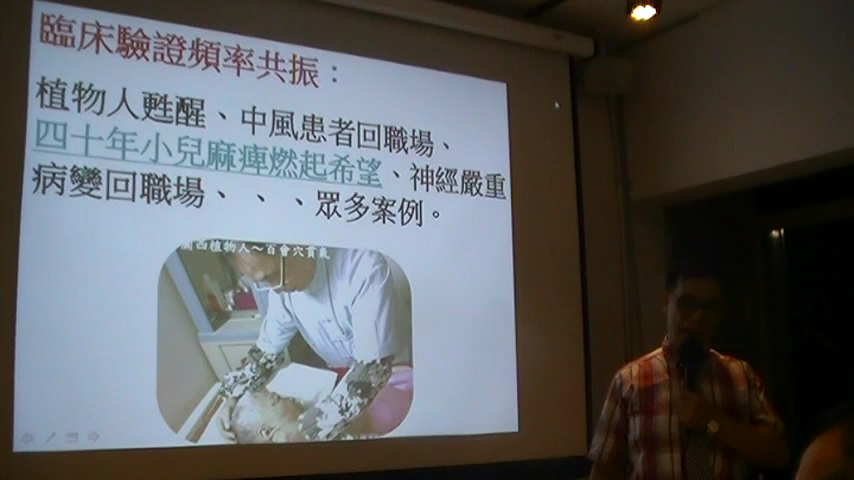 臨床驗證頻率共振：
植物人甦醒、中風患者回職場、
四十年小兒麻痺燃起希望、神經嚴重
病變回職場、、、眾多案例。
植物人～百會穴貫氣